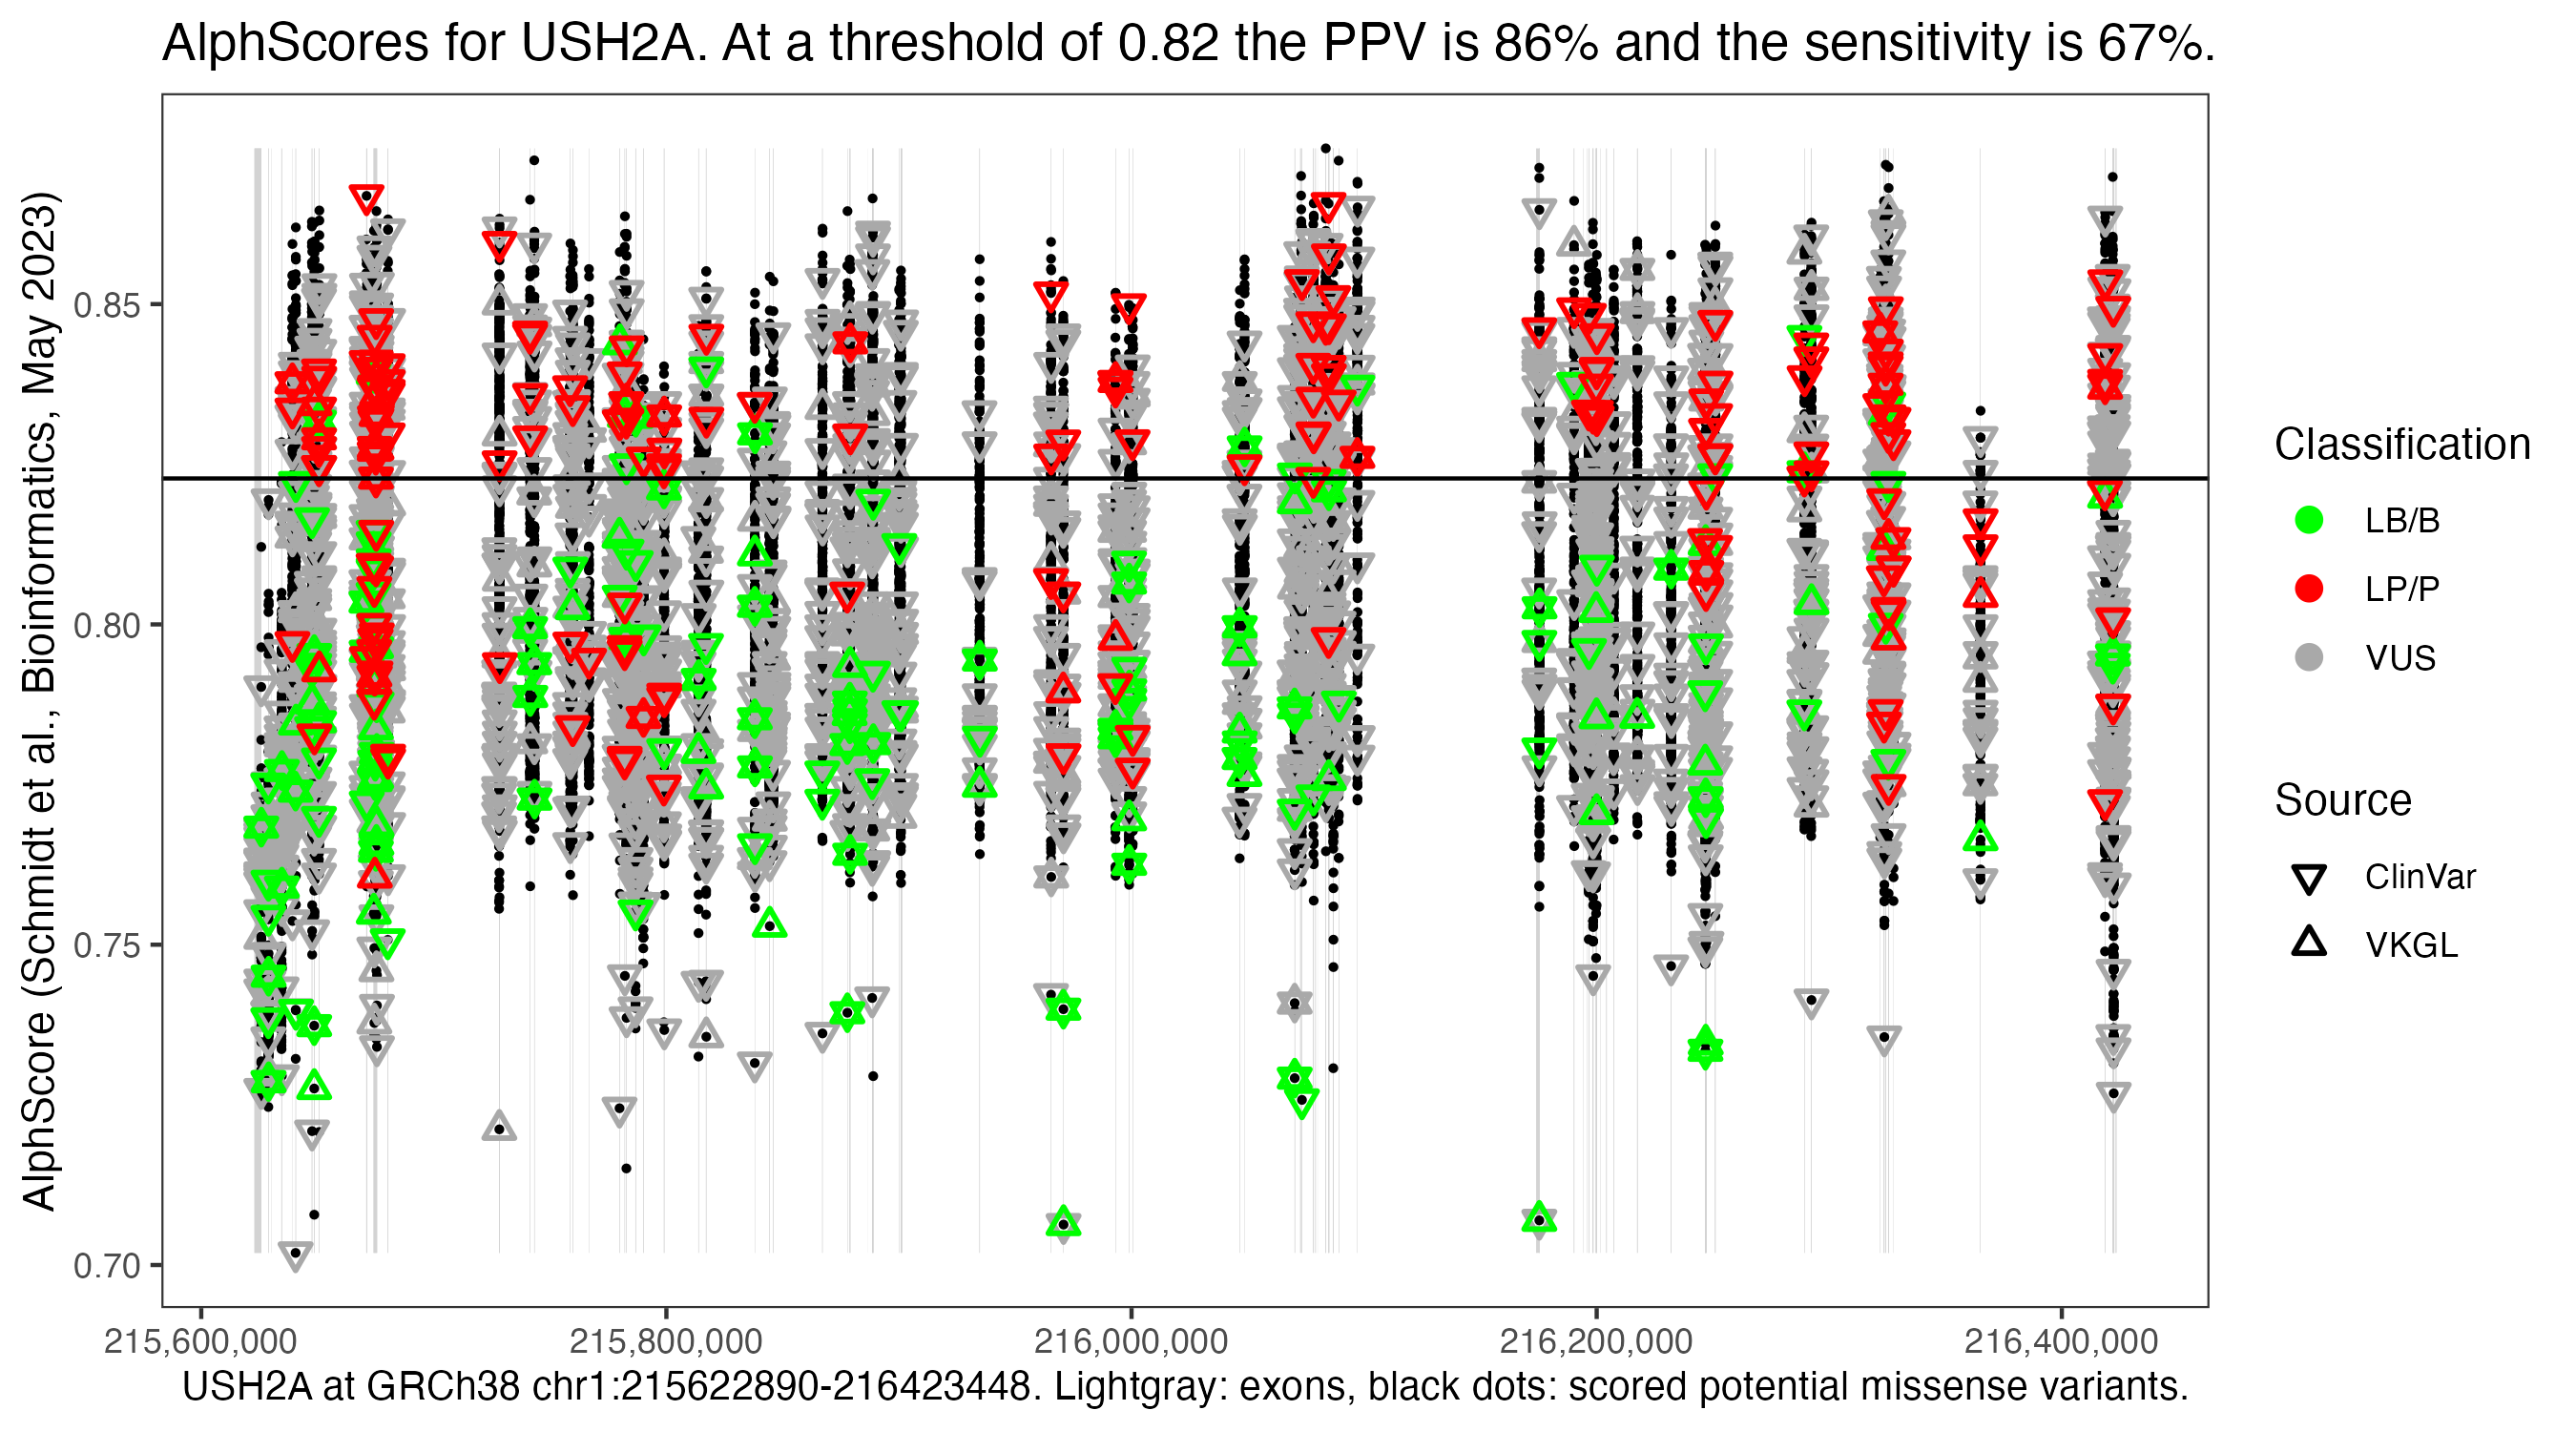 AlphScores for USH2A. At a threshold of 0.82 the PPV is 86% and the sensitivity is 67%.
AlphScore (Schmidt et al., Bioinformatics, May 2023)
0.85
0.80
0.75
0.70
215,600,000
215,800,000
216,000,000
216,200,000
216,400,000
USH2A at GRCh38 chr1:215622890-216423448. Lightgray: exons, black dots: scored potential missense variants.
Classification
LB/B
LP/P
VUS
Source
ClinVar
VKGL